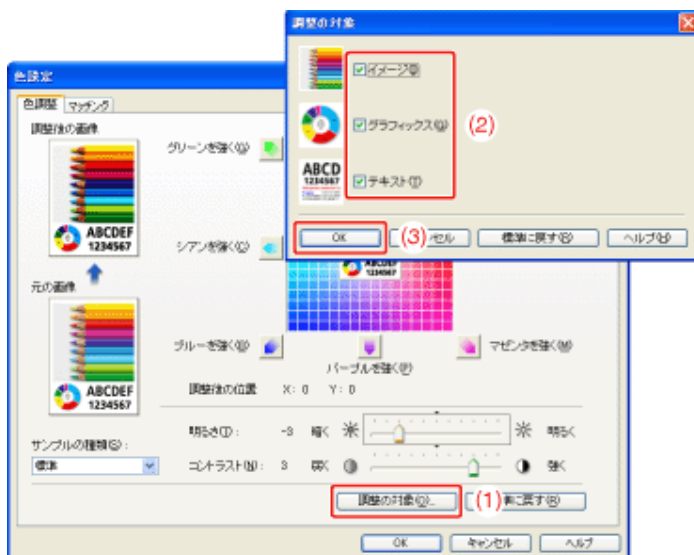 調整の対象
イメージ(I)
グラフィックス(G)
(2)
ABCD
1234567
テキスト(T)
OK
(3)
セル
標準に戻す(R)
ヘルプ(H)
色設定
色調整
マッチング
調整後の画像
グリーンを強く(G)
ABCDEF
1234567
シアンを強く(C)
元の画像
ABCDEF
1234567
ブルーを強く(B)
マゼンタを強く(M)
パープルを強く(P)
調整後の位置 X: 0 Y: 0
明るさ(T): -3 暗く 明るく
サンプルの種類(S):
標準
コントラスト(N): 3 弱く 強く
調整の対象(O)...
(1)
に戻す(R)
OK
キャンセル
ヘルプ